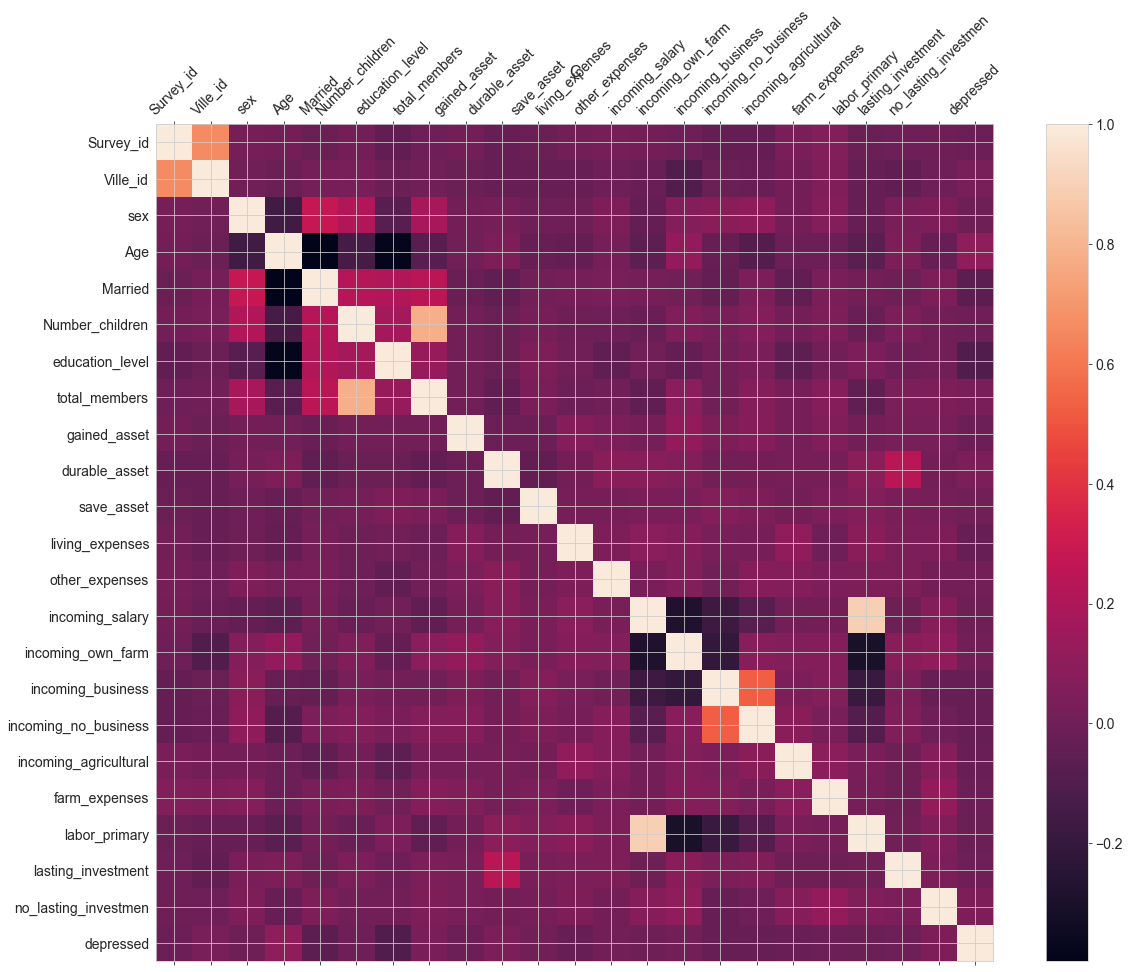 Survey_id
Ville_id
sex
Age
Married
Number_children
education_level
total_members
gained_asset
durable_asset
save_asset
living_expenses
other_expenses
incoming_salary
incoming_own_farm
incoming_business
incoming_no_business
incoming_agricultural
farm_expenses
labor_primary
lasting_investment
no_lasting_investmen
depressed
Survey_id
Ville_id
sex
Age
Married
Number_children
education_level
total_members
gained_asset
durable_asset
save_asset
living_expenses
other_expenses
incoming_salary
incoming_own_farm
incoming_business
incoming_no_business
incoming_agricultural
farm_expenses
labor_primary
lasting_investment
no_lasting_investmen
depressed
1.0
0.8
0.6
0.4
0.2
0.0
−0.2